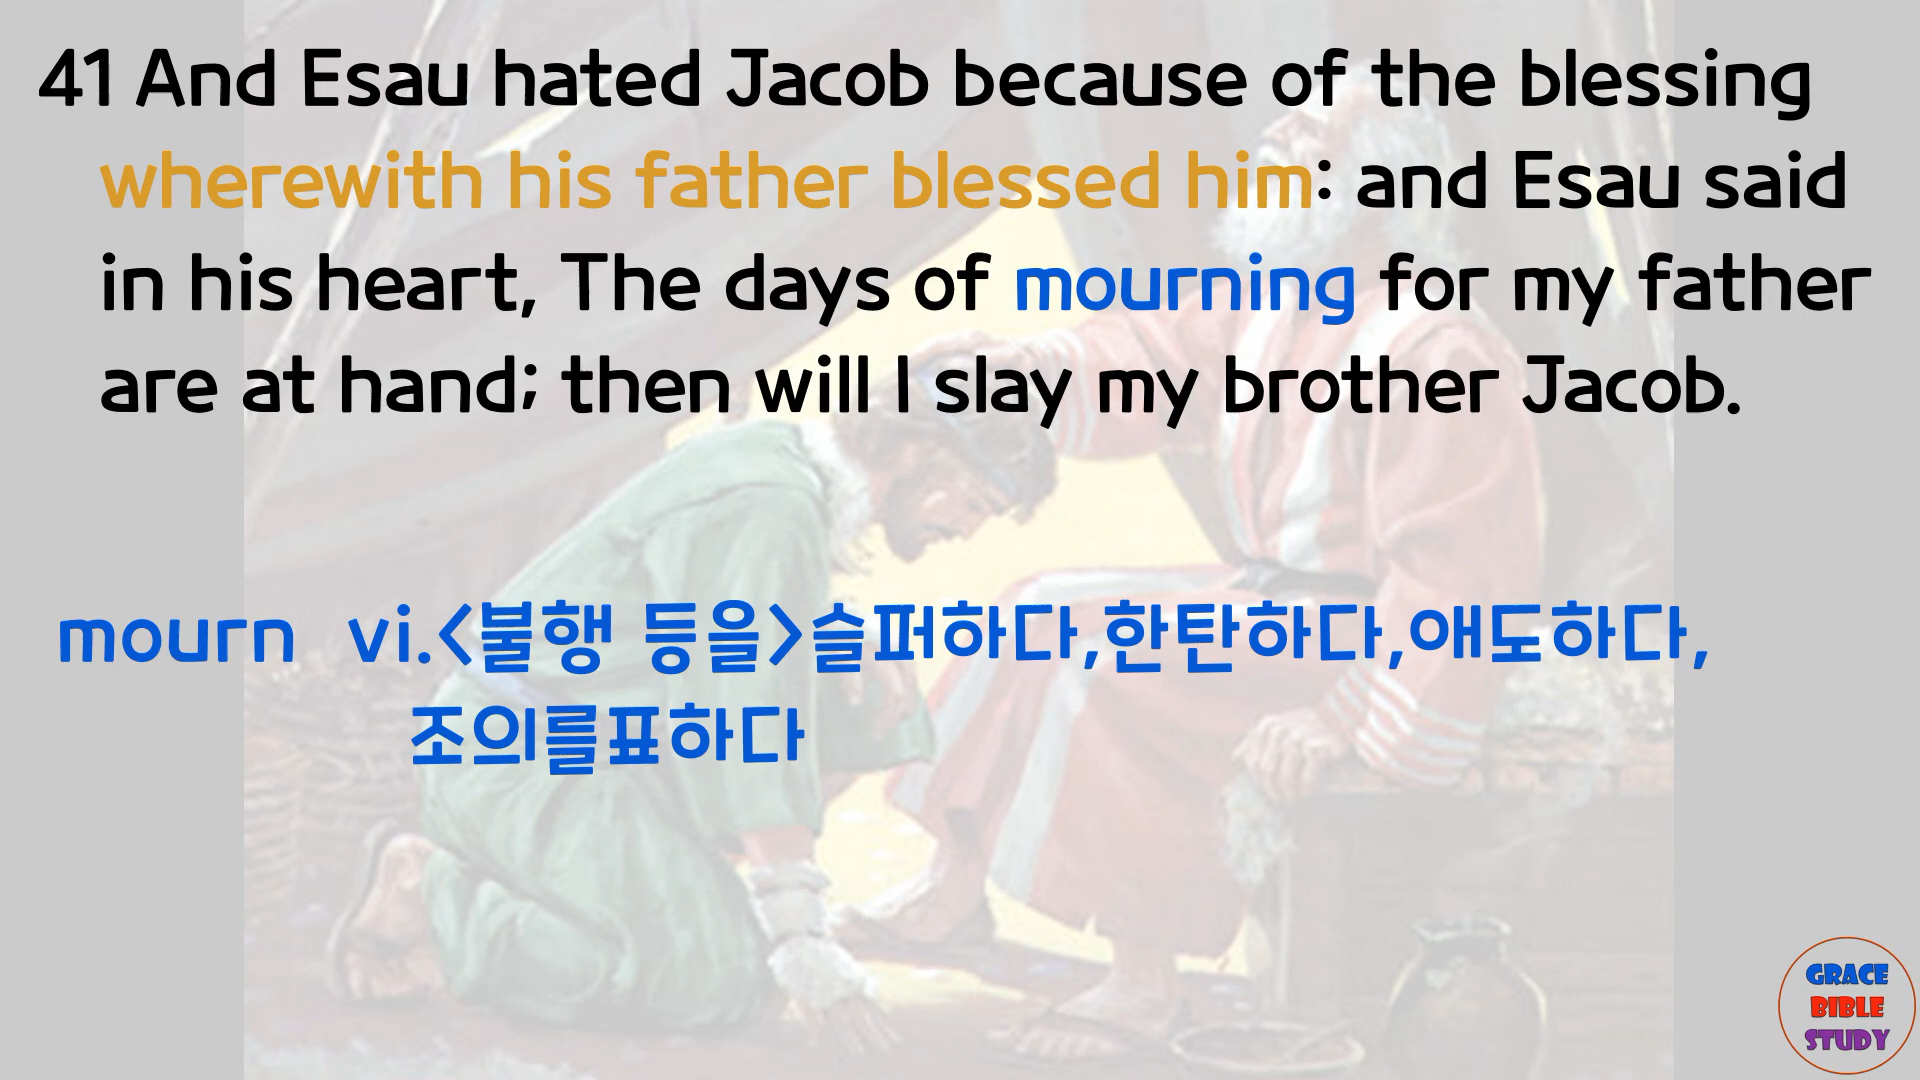 41 And Esau hated Jacob because of the blessing
wherewith his father blessed him: and Esau said
in his heart, The days of mourning for my father
are at hand; then will I slay my brother Jacob.
mourn vi.<불행 등을>슬퍼하다,한탄하다,애도하다,
조의를표하다
GRACE
BIBLE
STUDY